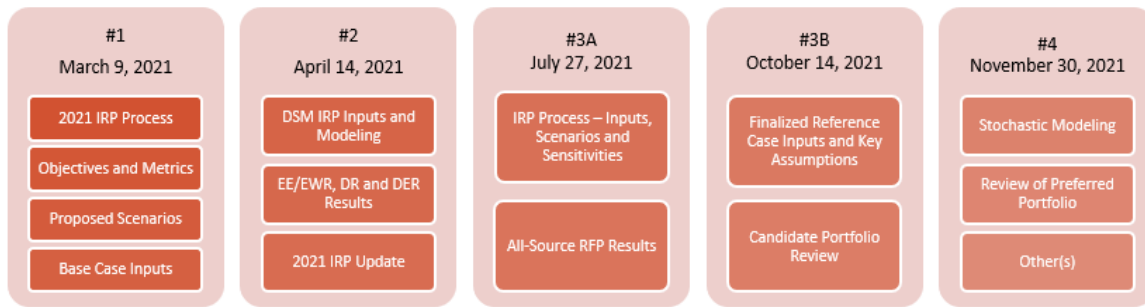 #1
March 9, 2021
2021 IRP Process
Objectives and Metrics
Proposed Scenarios
Base Case Inputs
#2
April 14, 2021
DSM IRP Inputs and
Modeling
EE/EWR, DR and DER
Results
2021 IRP Update
#3A
July 27, 2021
IRP Process – Inputs,
Scenarios and
Sensitivities
All-Source RFP Results
#3B
October 14, 2021
Finalized Reference
Case Inputs and Key
Assumptions
Candidate Portfolio
Review
#4
November 30, 2021
Stochastic Modeling
Review of Preferred
Portfolio
Other(s)